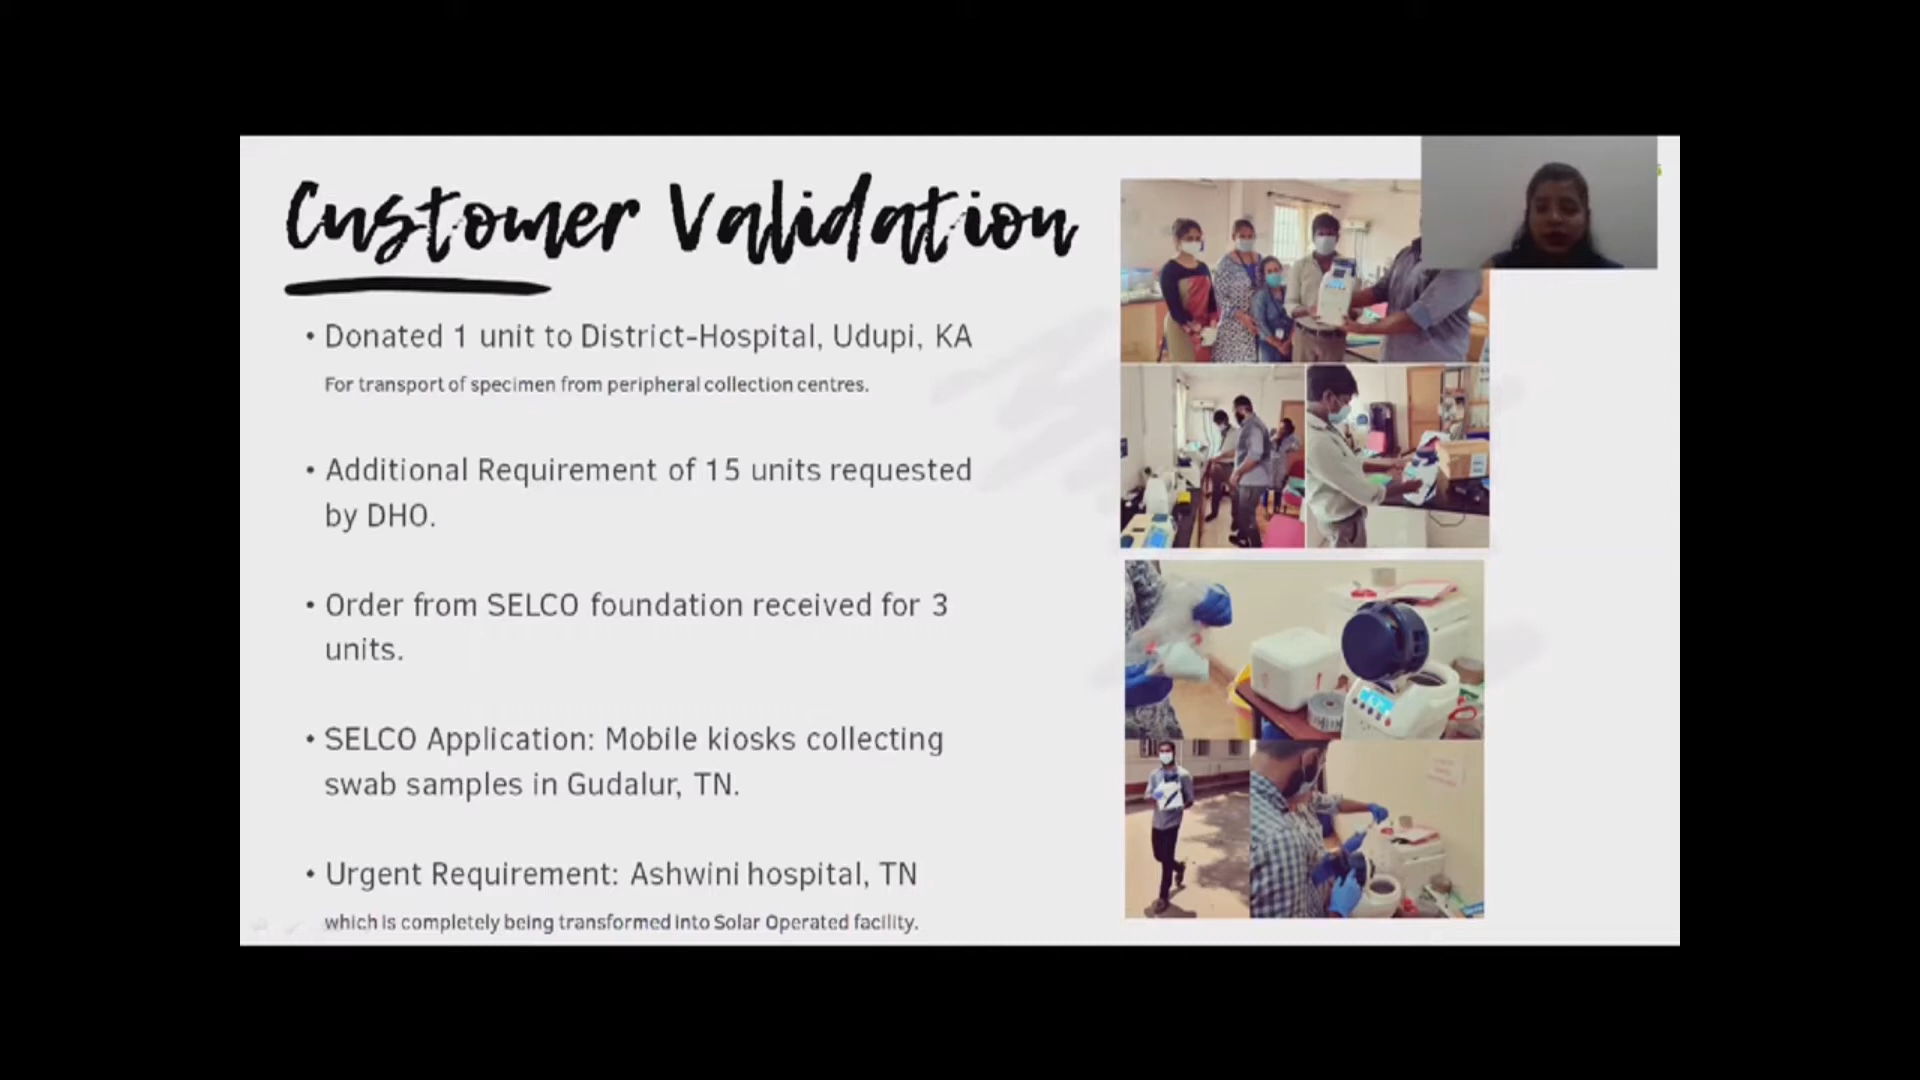 Customer Validation
• Donated 1 unit to District-Hospital, Udupi, KA
For transport of specimen from peripheral collection centres.
• Additional Requirement of 15 units requested
by DHO.
• Order from SELCO foundation received for 3
units.
• SELCO Application: Mobile kiosks collecting
swab samples in Gudalur, TN.
• Urgent Requirement: Ashwini hospital, TN
which is completely being transformed into Solar Operated facility.